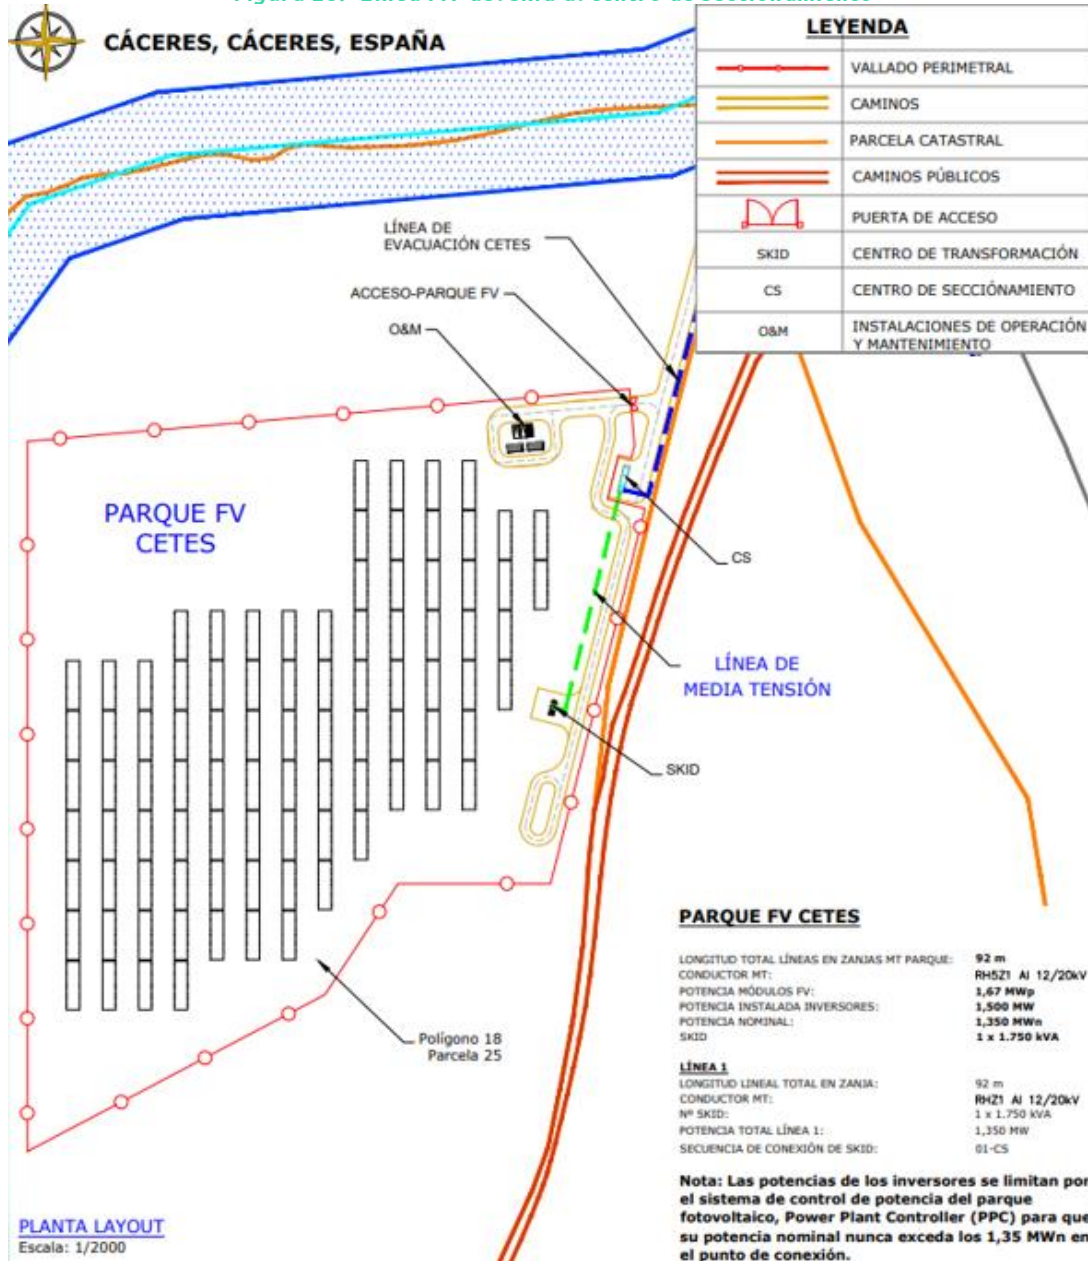 CÁCERES, CÁCERES, ESPAÑA
LEYENDA
VALLADO PERIMETRAL
CAMINOS
PARCELA CATASTRAL
CAMINOS PÚBLICOS
PUERTA DE ACCESO
SKID CENTRO DE TRANSFORMACIÓN
CS CENTRO DE SECCIÓNAMIENTO
O&M INSTALACIONES DE OPERACIÓN
Y MANTENIMIENTO
LÍNEA DE
EVACUACIÓN CETES
ACCESO-PARQUE FV
O&M
PARQUE FV
CETES
CS
LÍNEA DE
MEDIA TENSIÓN
SKID
Polígono 18
Parcela 25
PARQUE FV CETES
LONGITUD TOTAL LÍNEAS EN ZANJAS MT PARQUE: 92 m
CONDUCTOR MT: RH5Z1 Al 12/20kV
POTENCIA MÓDULOS FV: 1,67 MWp
POTENCIA INSTALADA INVERSORES: 1,500 MW
POTENCIA NOMINAL: 1,350 MWn
SKID 1 x 1.750 kVA
LÍNEA 1
LONGITUD LINEAL TOTAL EN ZANJA: 92 m
CONDUCTOR MT: RHZ1 Al 12/20kV
Nº SKID: 1 x 1.750 kVA
POTENCIA TOTAL LÍNEA 1: 1,350 MW
SECUENCIA DE CONEXIÓN DE SKID: 01-CS
Nota: Las potencias de los inversores se limitan por
el sistema de control de potencia del parque
fotovoltaico, Power Plant Controller (PPC) para que
su potencia nominal nunca exceda los 1,35 MWn en
el punto de conexión.
PLANTA LAYOUT
Escala: 1/2000